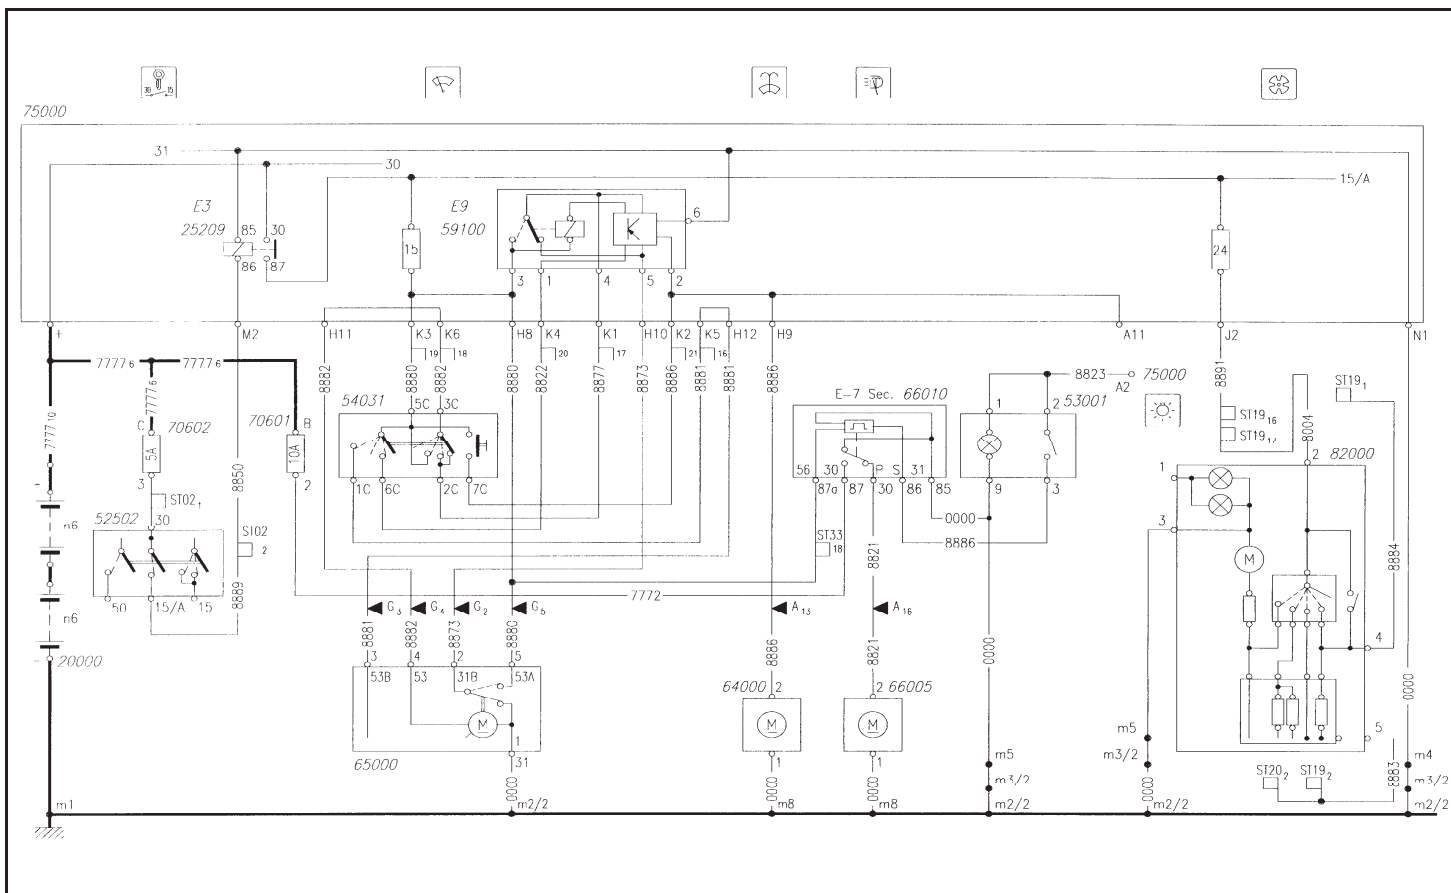 30 15
75000
31
30
15/A
E3
25209
85 30
86 87
15
E9
59100
6
3 1 4 5 2
24
+ M2 H11 K3 K6 H8 K4 K1 H10 K2 K5 H12 H9 A11 J2 N1
19 18 20 17 21 16
7777 6 7777 6
7777 6
7777 10
8882 8880 8882 8880 8822 8877 8873 8886 8881 8881 8886
8891
8823 75000
A2
E-7 Sec. 66010
53001
1 2
ST19 1
ST19 16
ST19 17
8004
54031
5C 3C
C 70602
5A
3
70601 B
10A
2
8850
ST02 1
30
52502
ST02 2
50 15/A 15
8889
+
n6
n6
-
20000
1C 6C 2C 7C
56 30 P S 31
87a 87 30 86 85
9 3
0000
8886
ST33 18
8821
7772
G 3 G 4 G 2 G 5
A 13 A 16
8881 8882 8873 8880
8886 8821
0000
3 4 2 5
53B 53 31B 53A
M
1
65000 31
64000 2
M
1
2 66005
M
1
2 82000
1
3
M
4
5
8884
8883
0000
m5
m3/2
m5
m3/2
ST20 2 ST19 2
m4
m3/2
0000 0000 0000 0000
m1 m2/2 m8 m8 m2/2 m2/2 m2/2